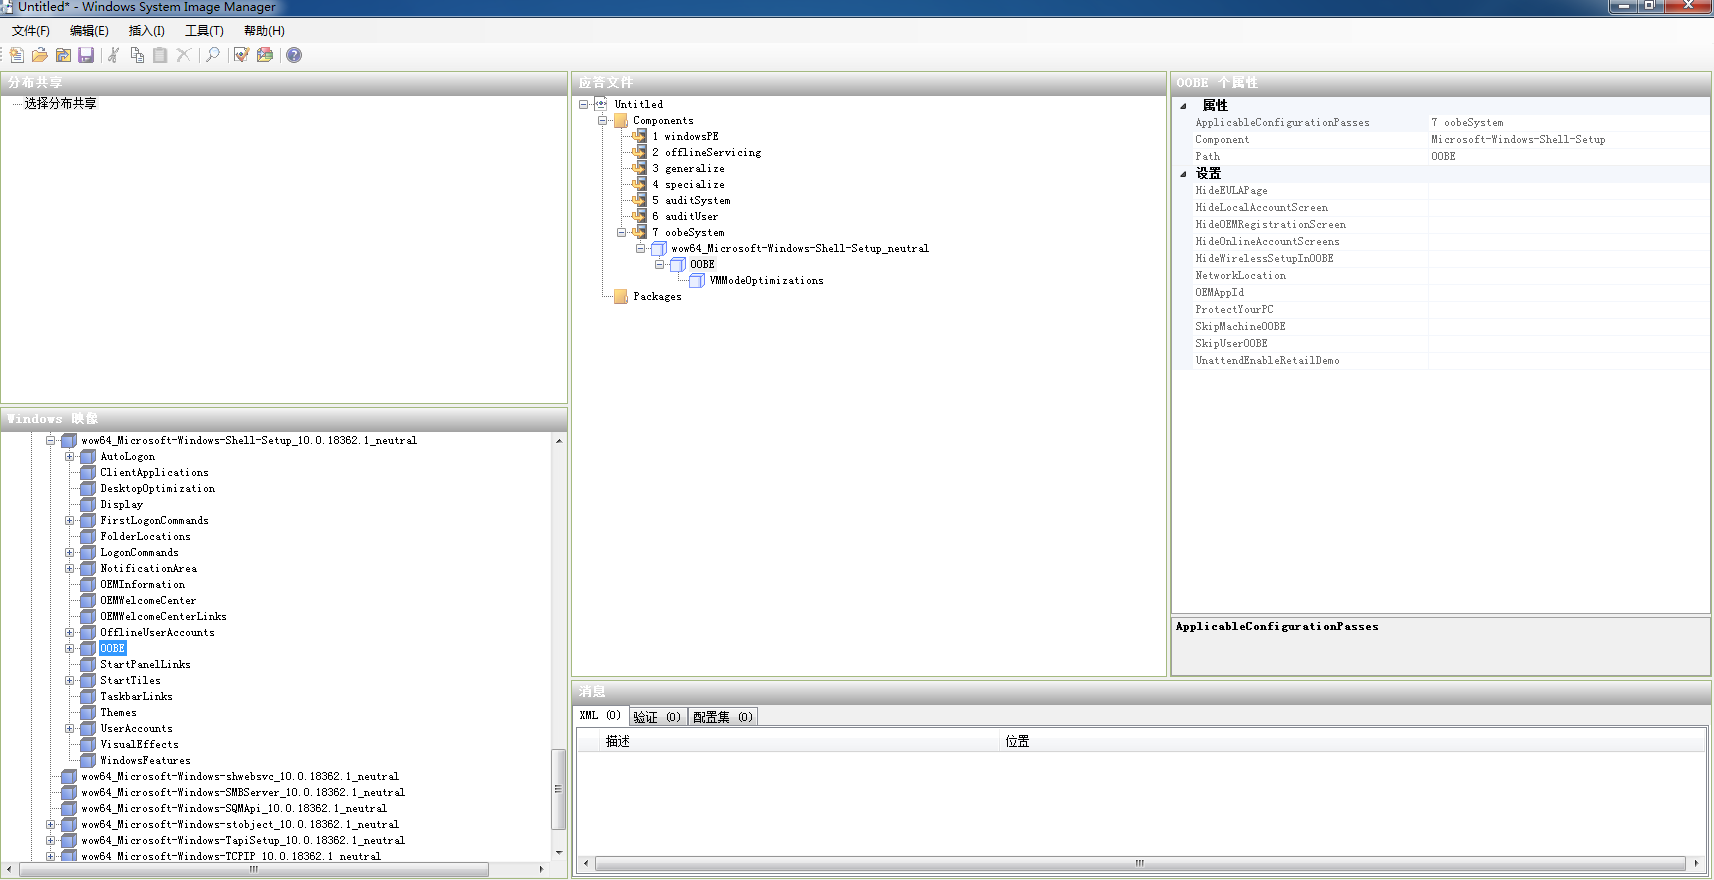 Untitled* - Windows System Image Manager
文件(F) 编辑(E) 插入(I) 工具(T) 帮助(H)
分布共享
选择分布共享
Windows 映像
wow64_Microsoft-Windows-Shell-Setup_10.0.18362.1_neutral
AutoLogon
ClientApplications
DesktopOptimization
Display
FirstLogonCommands
FolderLocations
LogonCommands
NotificationArea
OEMInformation
OEMWelcomeCenter
OEMWelcomeCenterLinks
OfflineUserAccounts
OOBE
StartPanelLinks
StartTiles
TaskbarLinks
Themes
UserAccounts
VisualEffects
WindowsFeatures
wow64_Microsoft-Windows-shwebsvc_10.0.18362.1_neutral
wow64_Microsoft-Windows-SMBServer_10.0.18362.1_neutral
wow64_Microsoft-Windows-SQMApi_10.0.18362.1_neutral
wow64_Microsoft-Windows-stobject_10.0.18362.1_neutral
wow64_Microsoft-Windows-TapiSetup_10.0.18362.1_neutral
wow64_Microsoft-Windows-TCPIP_10.0.18362.1_neutral
应答文件
Untitled
Components
1 windowsPE
2 offlineServicing
3 generalize
4 specialize
5 auditSystem
6 auditUser
7 oobeSystem
wow64_Microsoft-Windows-Shell-Setup_neutral
OOBE
VMModeOptimizations
Packages
OOBE 个属性
属性
ApplicableConfigurationPasses 7 oobeSystem
Component Microsoft-Windows-Shell-Setup
Path OOBE
设置
HideEULAPage
HideLocalAccountScreen
HideOEMRegistrationScreen
HideOnlineAccountScreens
HideWirelessSetupInOOBE
NetworkLocation
OEMAppId
ProtectYourPC
SkipMachineOOBE
SkipUserOOBE
UnattendEnableRetailDemo
ApplicableConfigurationPasses
消息
XML (0) 验证 (0) 配置集 (0)
描述 位置